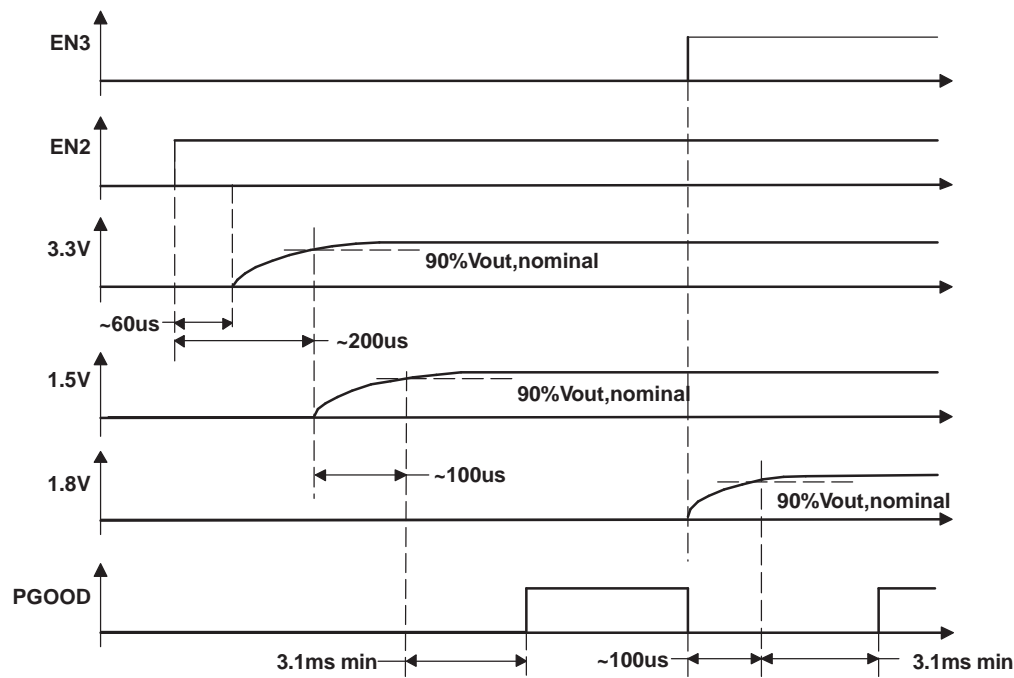 EN3
EN2
3.3V
90%Vout,nominal
~60us
~200us
1.5V
90%Vout,nominal
~100us
1.8V
90%Vout,nominal
PGOOD
3.1ms min
~100us
3.1ms min